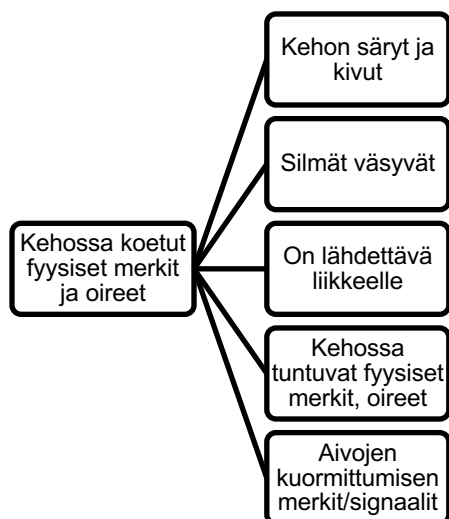 Kehossa koetut
fyysiset merkit
ja oireet
Kehon säryt ja
kivut
Silmät väsyvät
On lähdettävä
liikkeelle
Kehossa
tuntuvat fyysiset
merkit, oireet
Aivojen
kuormittumisen
merkit/signaalit